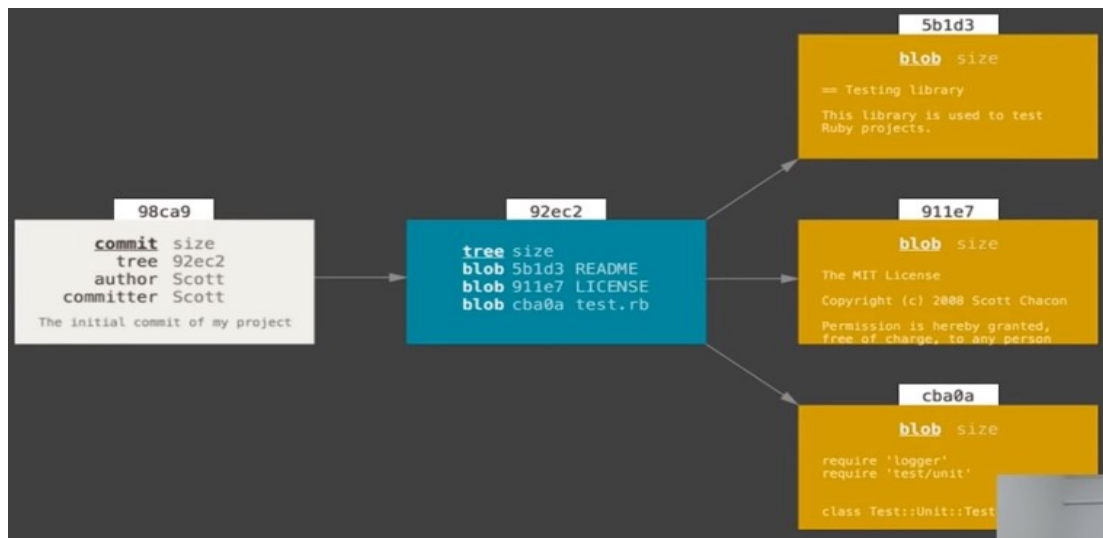 98ca9
commit size
tree 92ec2
author Scott
committer Scott
The initial commit of my project
92ec2
tree size
blob 5b1d3 README
blob 911e7 LICENSE
blob cba0a test.rb
5b1d3
blob size
== Testing library
This library is used to test
Ruby projects.
911e7
blob size
The MIT License
Copyright (c) 2008 Scott Chacon
Permission is hereby granted,
free of charge, to any person
cba0a
blob size
require 'logger'
require 'test/unit'
class Test::Unit::Test